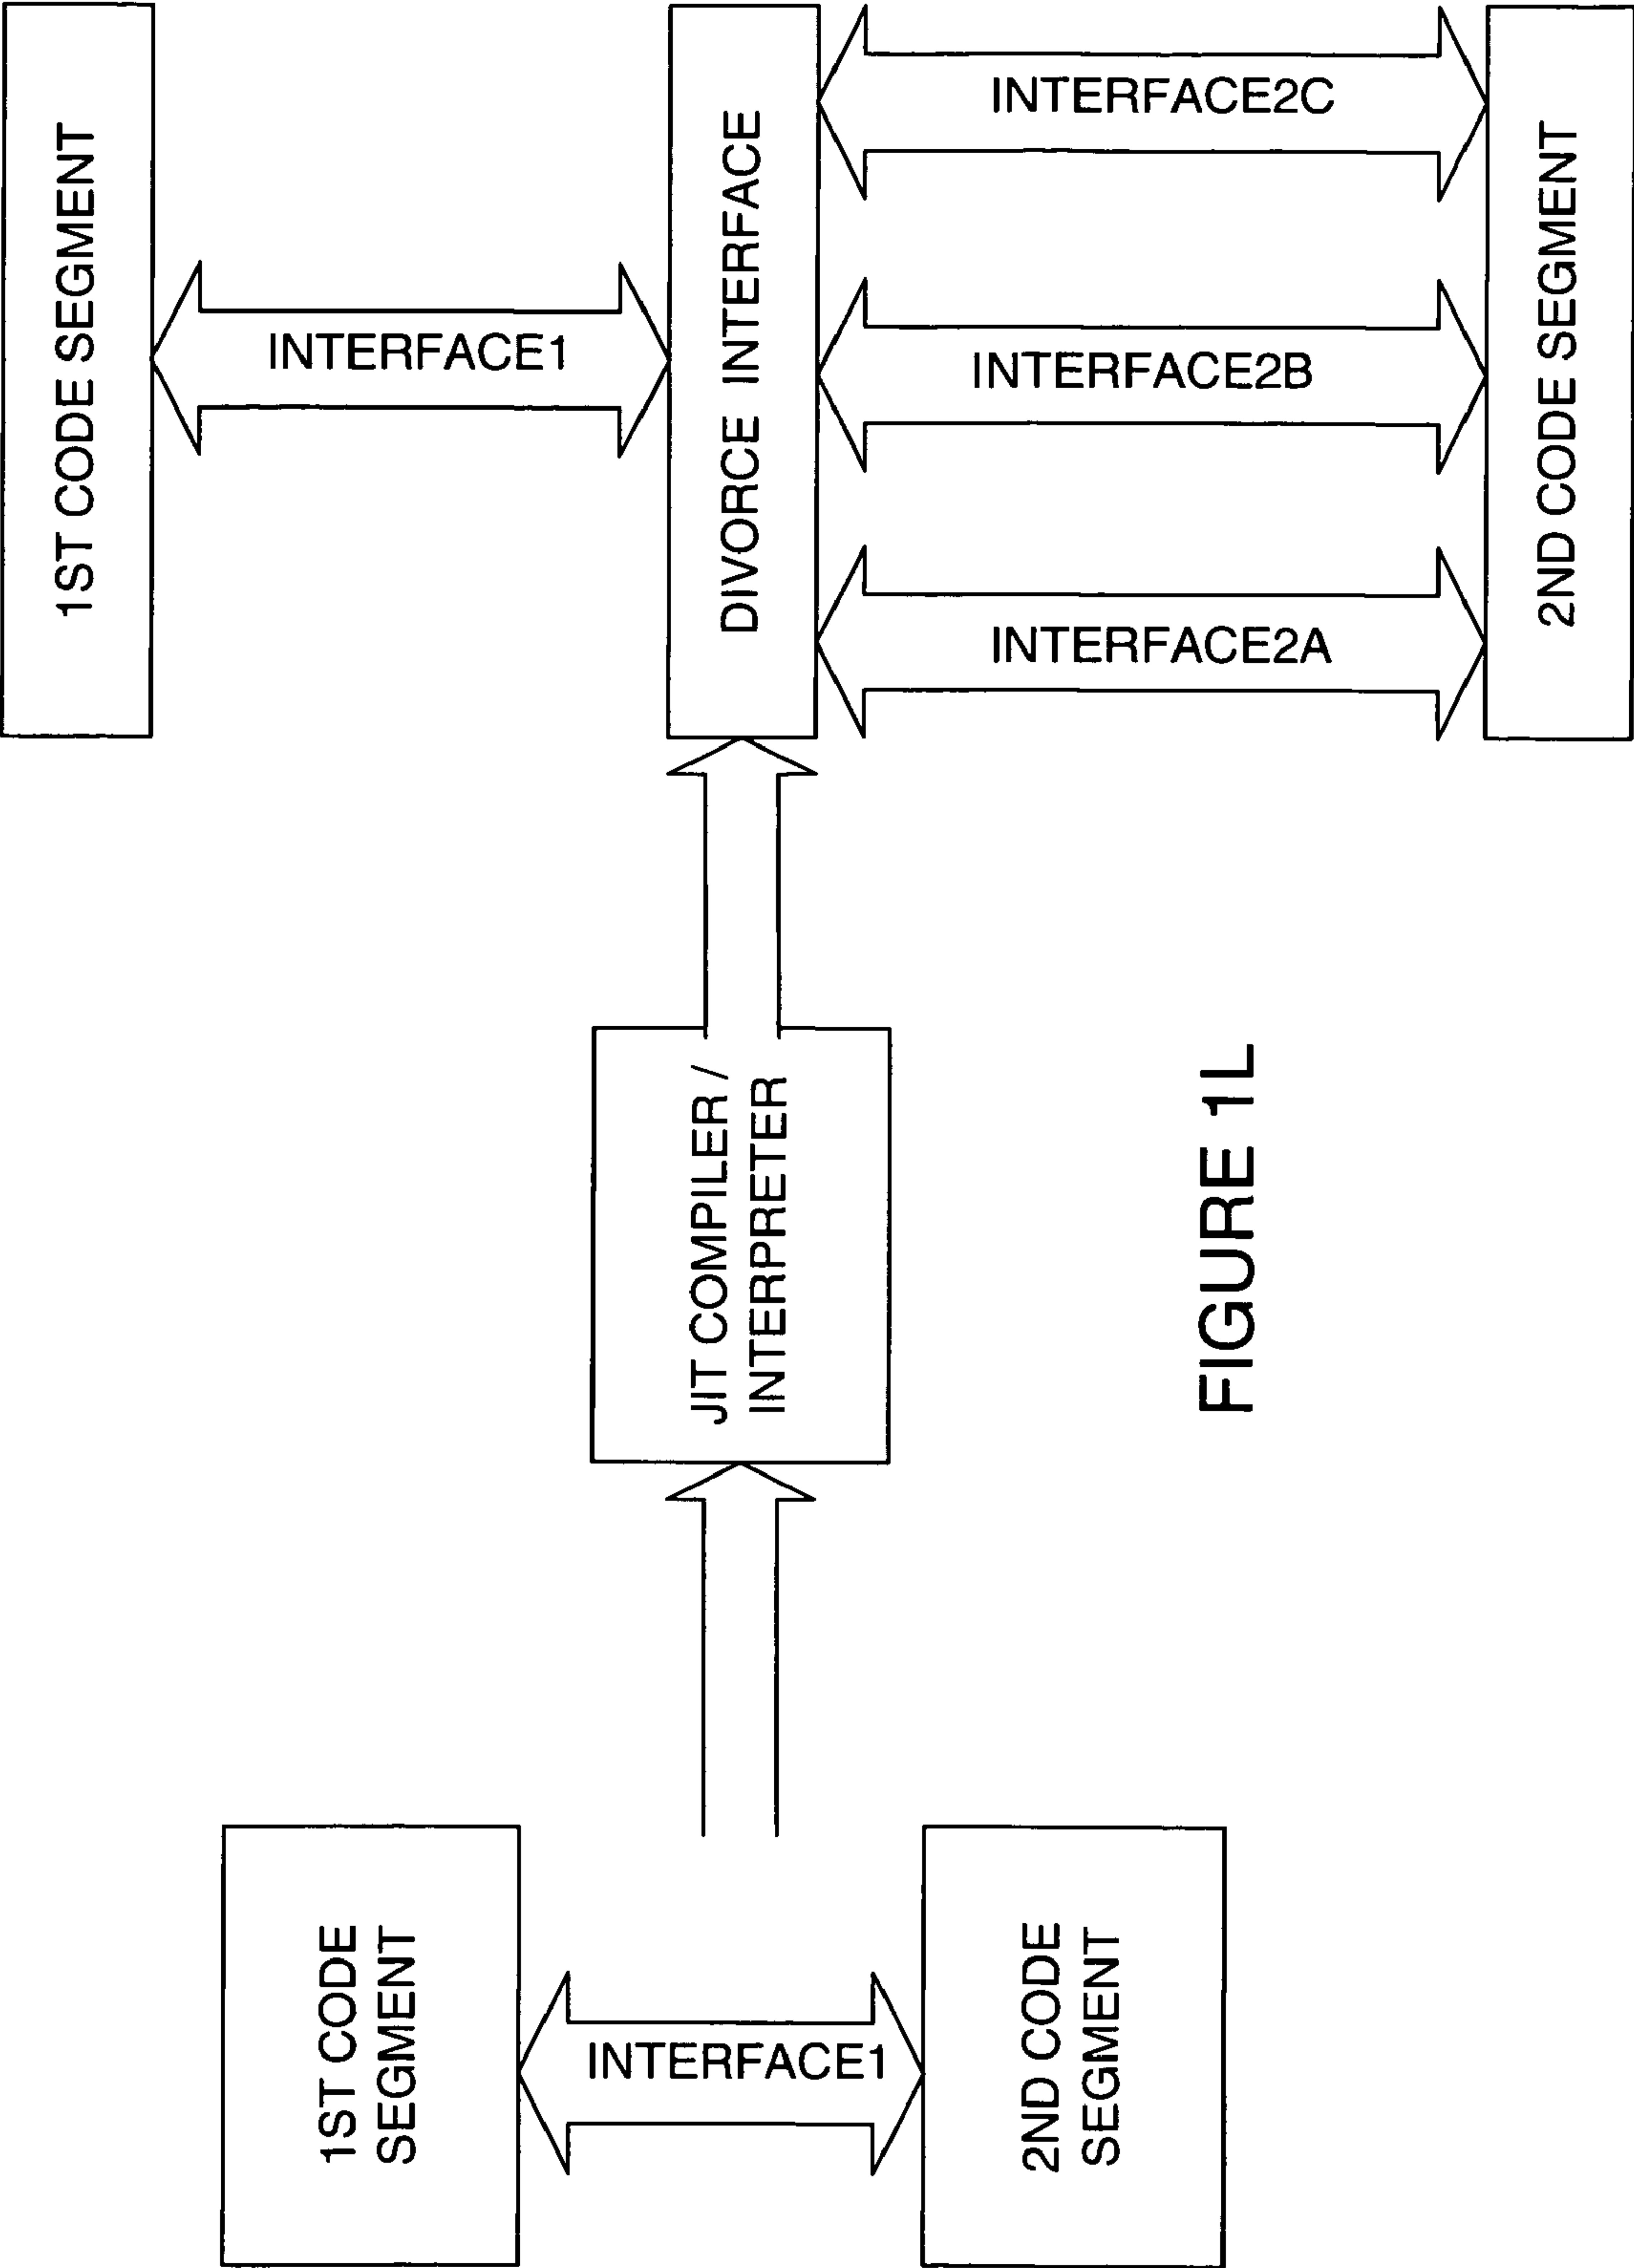 1ST CODE
SEGMENT
INTERFACE1
2ND CODE
SEGMENT
JIT COMPILER /
INTERPRETER
1ST CODE SEGMENT
INTERFACE1
DIVORCE INTERFACE
INTERFACE2A
INTERFACE2B
INTERFACE2C
2ND CODE SEGMENT
FIGURE 1L